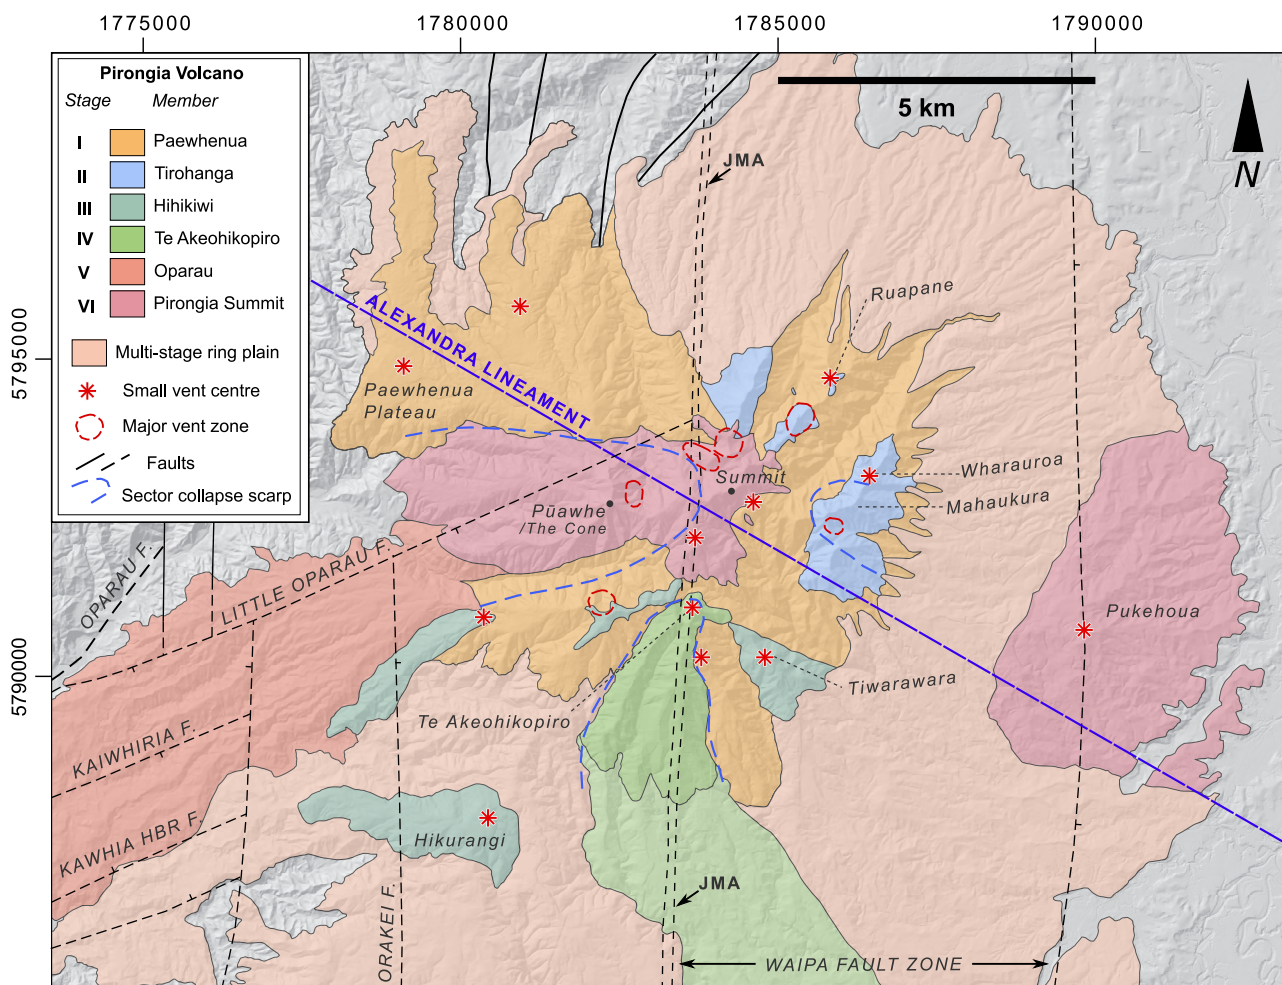 1775000
1780000
1785000
1790000
Pirongia Volcano
Stage Member
I Paewhenua
II Tirohanga
III Hihikiwi
IV Te Akeohikopiro
V Oparau
VI Pirongia Summit
Multi-stage ring plain
Small vent centre
Major vent zone
Faults
Sector collapse scarp
5 km
N
JMA
Ruapane
ALEXANDRA LINEAMENT
5795000
Paewhenua
Plateau
Wharauroa
Summit
Mahaukura
Pūawhe
/The Cone
OPARAU F.
LITTLE OPARAU F.
Pukehoua
5790000
Tiwarawara
Te Akeohikopiro
KAIWHIRIA F.
KAWHIA HBR F.
Hikurangi
JMA
ORAKEI F.
WAIPA FAULT ZONE